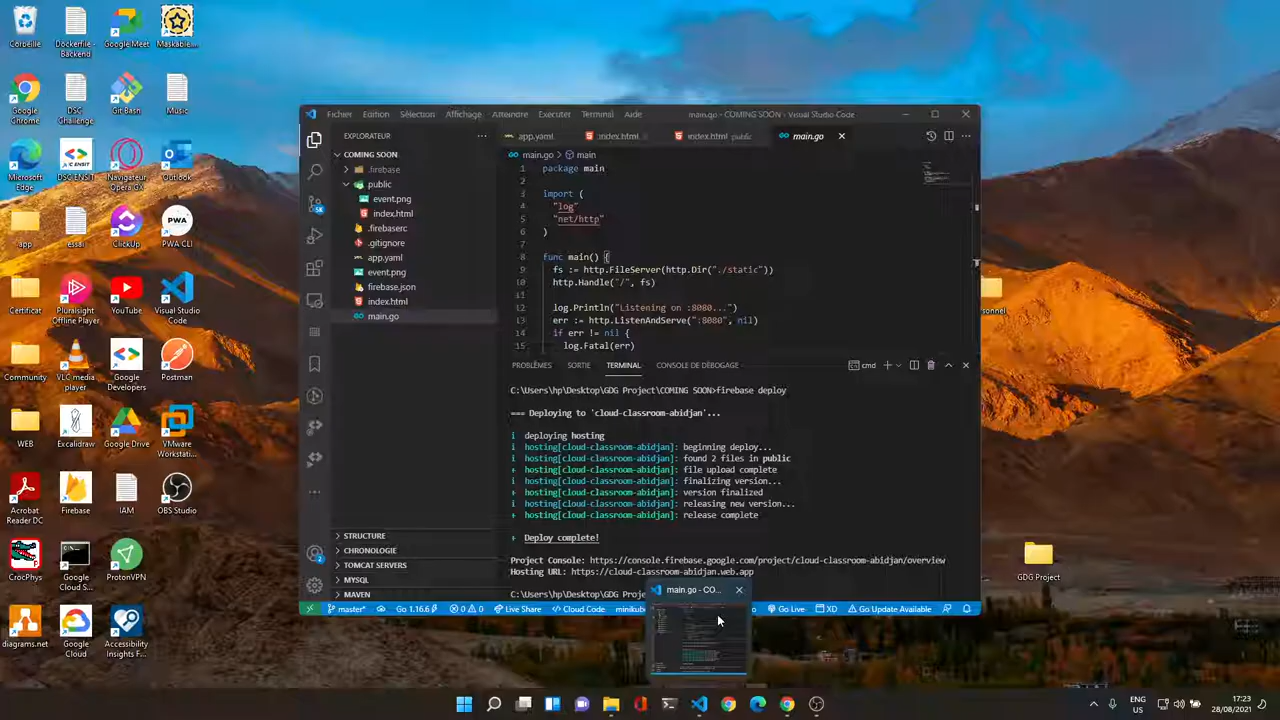 Corbeille
Dockerfile -
Backend
Google Meet
Maskable....
Google
Chrome
DSC
Challenge
Git Bash
Music
Microsoft
Edge
DSC ENSIT
Navigateur
Opera GX
Outlook
app
essai
ClickUp
PWA
PWA CLI
Certificat
Pluralsight
Offline Player
YouTube
Visual Studio
Code
Community
VLC media
player
Google
Developers
Postman
WEB
Excalidraw
Google Drive
VMware
Workstati...
Acrobat
Reader DC
Firebase
IAM
OBS Studio
CrocPhys
Google
Cloud S...
ProtonVPN
diagrams.net
Google
Cloud
Accessibility
Insights F...
Fichier Edition Sélection Affichage Atteindre Exécuter Terminal Aide
main.go - COMING SOON - Visual Studio Code
EXPLORATEUR
COMING SOON
.firebase
public
event.png
index.html
.firebaserc
.gitignore
app.yaml
event.png
firebase.json
index.html
main.go
STRUCTURE
CHRONOLOGIE
TOMCAT SERVERS
MYSQL
MAVEN
app.yaml index.html . index.html public main.go
main.go > main
1 package main
2
3 import (
4 "log"
5 "net/http"
6 )
7
8 func main() {
9 fs := http.FileServer(http.Dir("./static"))
10 http.Handle("/", fs)
11
12 log.Println("Listening on :8080...")
13 err := http.ListenAndServe(":8080", nil)
14 if err != nil {
15 log.Fatal(err)
PROBLÈMES SORTIE TERMINAL CONSOLE DE DÉBOGAGE cmd
C:\Users\hp\Desktop\GDG Project\COMING SOON>firebase deploy
=== Deploying to 'cloud-classroom-abidjan'...
i deploying hosting
i hosting[cloud-classroom-abidjan]: beginning deploy...
i hosting[cloud-classroom-abidjan]: found 2 files in public
+ hosting[cloud-classroom-abidjan]: file upload complete
i hosting[cloud-classroom-abidjan]: finalizing version...
+ hosting[cloud-classroom-abidjan]: version finalized
i hosting[cloud-classroom-abidjan]: releasing new version...
+ hosting[cloud-classroom-abidjan]: release complete
+ Deploy complete!
Project Console: https://console.firebase.google.com/project/cloud-classroom-abidjan/overview
Hosting URL: https://cloud-classroom-abidjan.web.app
C:\Users\hp\Desktop\GDG Pro
main.go - CO...
master* Go 1.16.6 0 0 Live Share Cloud Code miniku Go Live XD Go Update Available
sonnel
GDG Project
ENG
US
17:23
28/08/2021